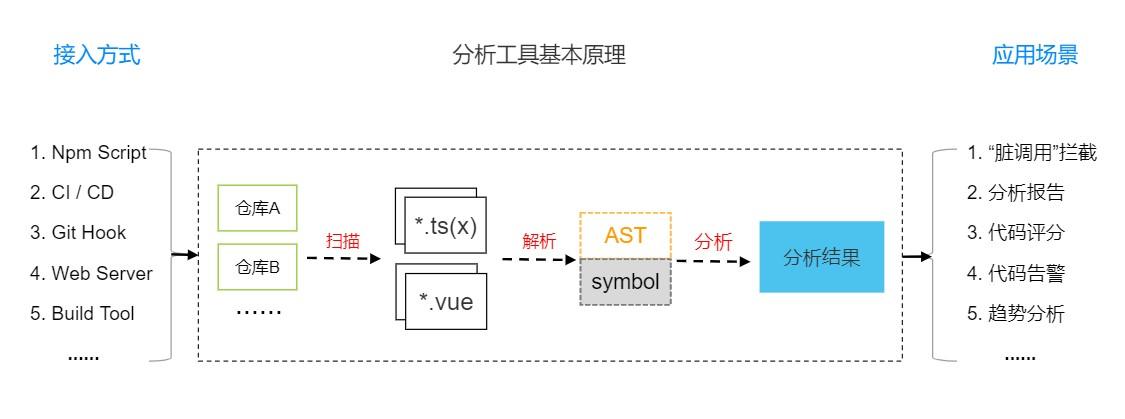 接入方式
分析工具基本原理
应用场景
1. Npm Script
2. CI / CD
3. Git Hook
4. Web Server
5. Build Tool
......
仓库A
仓库B
......
扫描
*.ts(x)
*.vue
解析
AST
symbol
分析
分析结果
1. “脏调用”拦截
2. 分析报告
3. 代码评分
4. 代码告警
5. 趋势分析
......